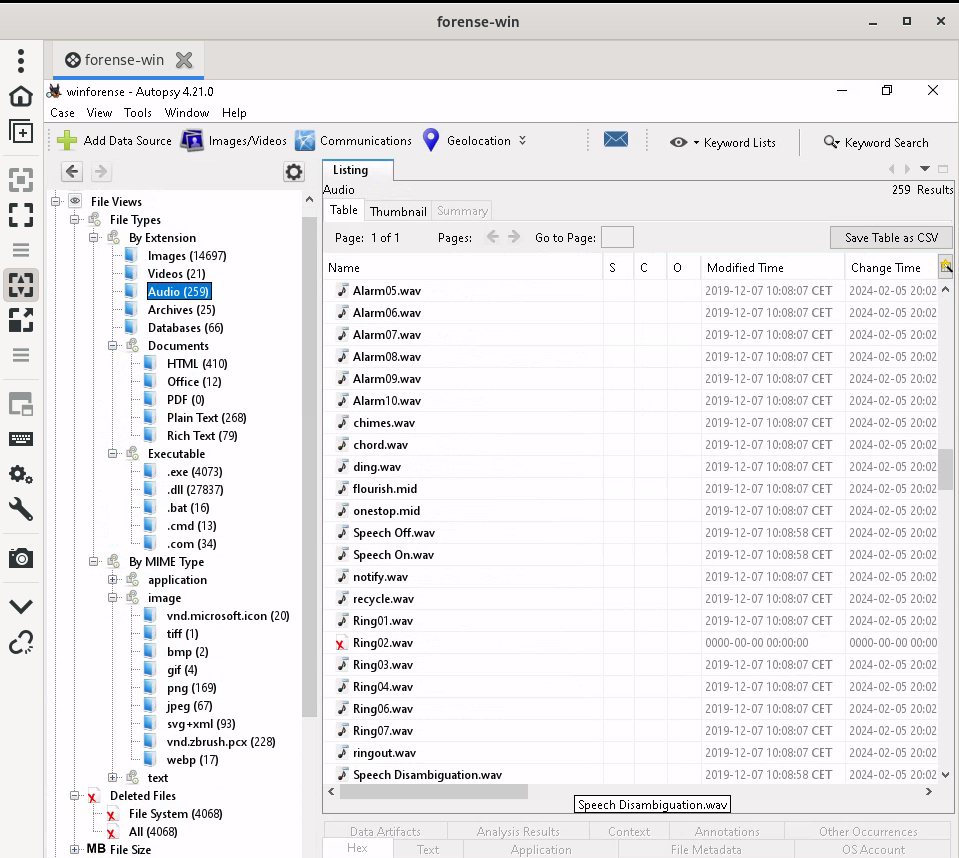 forense-win
forense-win
winforense - Autopsy 4.21.0
Case View Tools Window Help
Add Data Source Images/Videos Communications Geolocation Keyword Lists Keyword Search
File Views
File Types
By Extension
Images (14697)
Videos (21)
Audio (259)
Archives (25)
Databases (66)
Documents
HTML (410)
Office (12)
PDF (0)
Plain Text (268)
Rich Text (79)
Executable
.exe (4073)
.dll (27837)
.bat (16)
.cmd (13)
.com (34)
By MIME Type
application
image
vnd.microsoft.icon (20)
tiff (1)
bmp (2)
gif (4)
png (169)
jpeg (67)
svg+xml (93)
vnd.zbrush.pcx (228)
webp (17)
text
Deleted Files
File System (4068)
All (4068)
MB File Size
Listing
Audio 259 Results
Table Thumbnail Summary
Page: 1 of 1 Pages: Go to Page: Save Table as CSV
Name S C O Modified Time Change Time
Alarm05.wav 2019-12-07 10:08:07 CET 2024-02-05 20:02
Alarm06.wav 2019-12-07 10:08:07 CET 2024-02-05 20:02
Alarm07.wav 2019-12-07 10:08:07 CET 2024-02-05 20:02
Alarm08.wav 2019-12-07 10:08:07 CET 2024-02-05 20:02
Alarm09.wav 2019-12-07 10:08:07 CET 2024-02-05 20:02
Alarm10.wav 2019-12-07 10:08:07 CET 2024-02-05 20:02
chimes.wav 2019-12-07 10:08:07 CET 2024-02-05 20:02
chord.wav 2019-12-07 10:08:07 CET 2024-02-05 20:02
ding.wav 2019-12-07 10:08:07 CET 2024-02-05 20:02
flourish.mid 2019-12-07 10:08:07 CET 2024-02-05 20:02
onestop.mid 2019-12-07 10:08:07 CET 2024-02-05 20:02
Speech Off.wav 2019-12-07 10:08:58 CET 2024-02-05 20:02
Speech On.wav 2019-12-07 10:08:58 CET 2024-02-05 20:02
notify.wav 2019-12-07 10:08:07 CET 2024-02-05 20:02
recycle.wav 2019-12-07 10:08:07 CET 2024-02-05 20:02
Ring01.wav 2019-12-07 10:08:07 CET 2024-02-05 20:02
Ring02.wav 0000-00-00 00:00:00 0000-00-00 00:00
Ring03.wav 2019-12-07 10:08:07 CET 2024-02-05 20:02
Ring04.wav 2019-12-07 10:08:07 CET 2024-02-05 20:02
Ring06.wav 2019-12-07 10:08:07 CET 2024-02-05 20:02
Ring07.wav 2019-12-07 10:08:07 CET 2024-02-05 20:02
ringout.wav 2019-12-07 10:08:07 CET 2024-02-05 20:02
Speech Disambiguation.wav 2019-12-07 10:08:58 CET 2024-02-05 20:02
Speech Disambiguation.wav
Data Artifacts Analysis Results Context Annotations Other Occurrences
Hex Text Application File Metadata OS Account